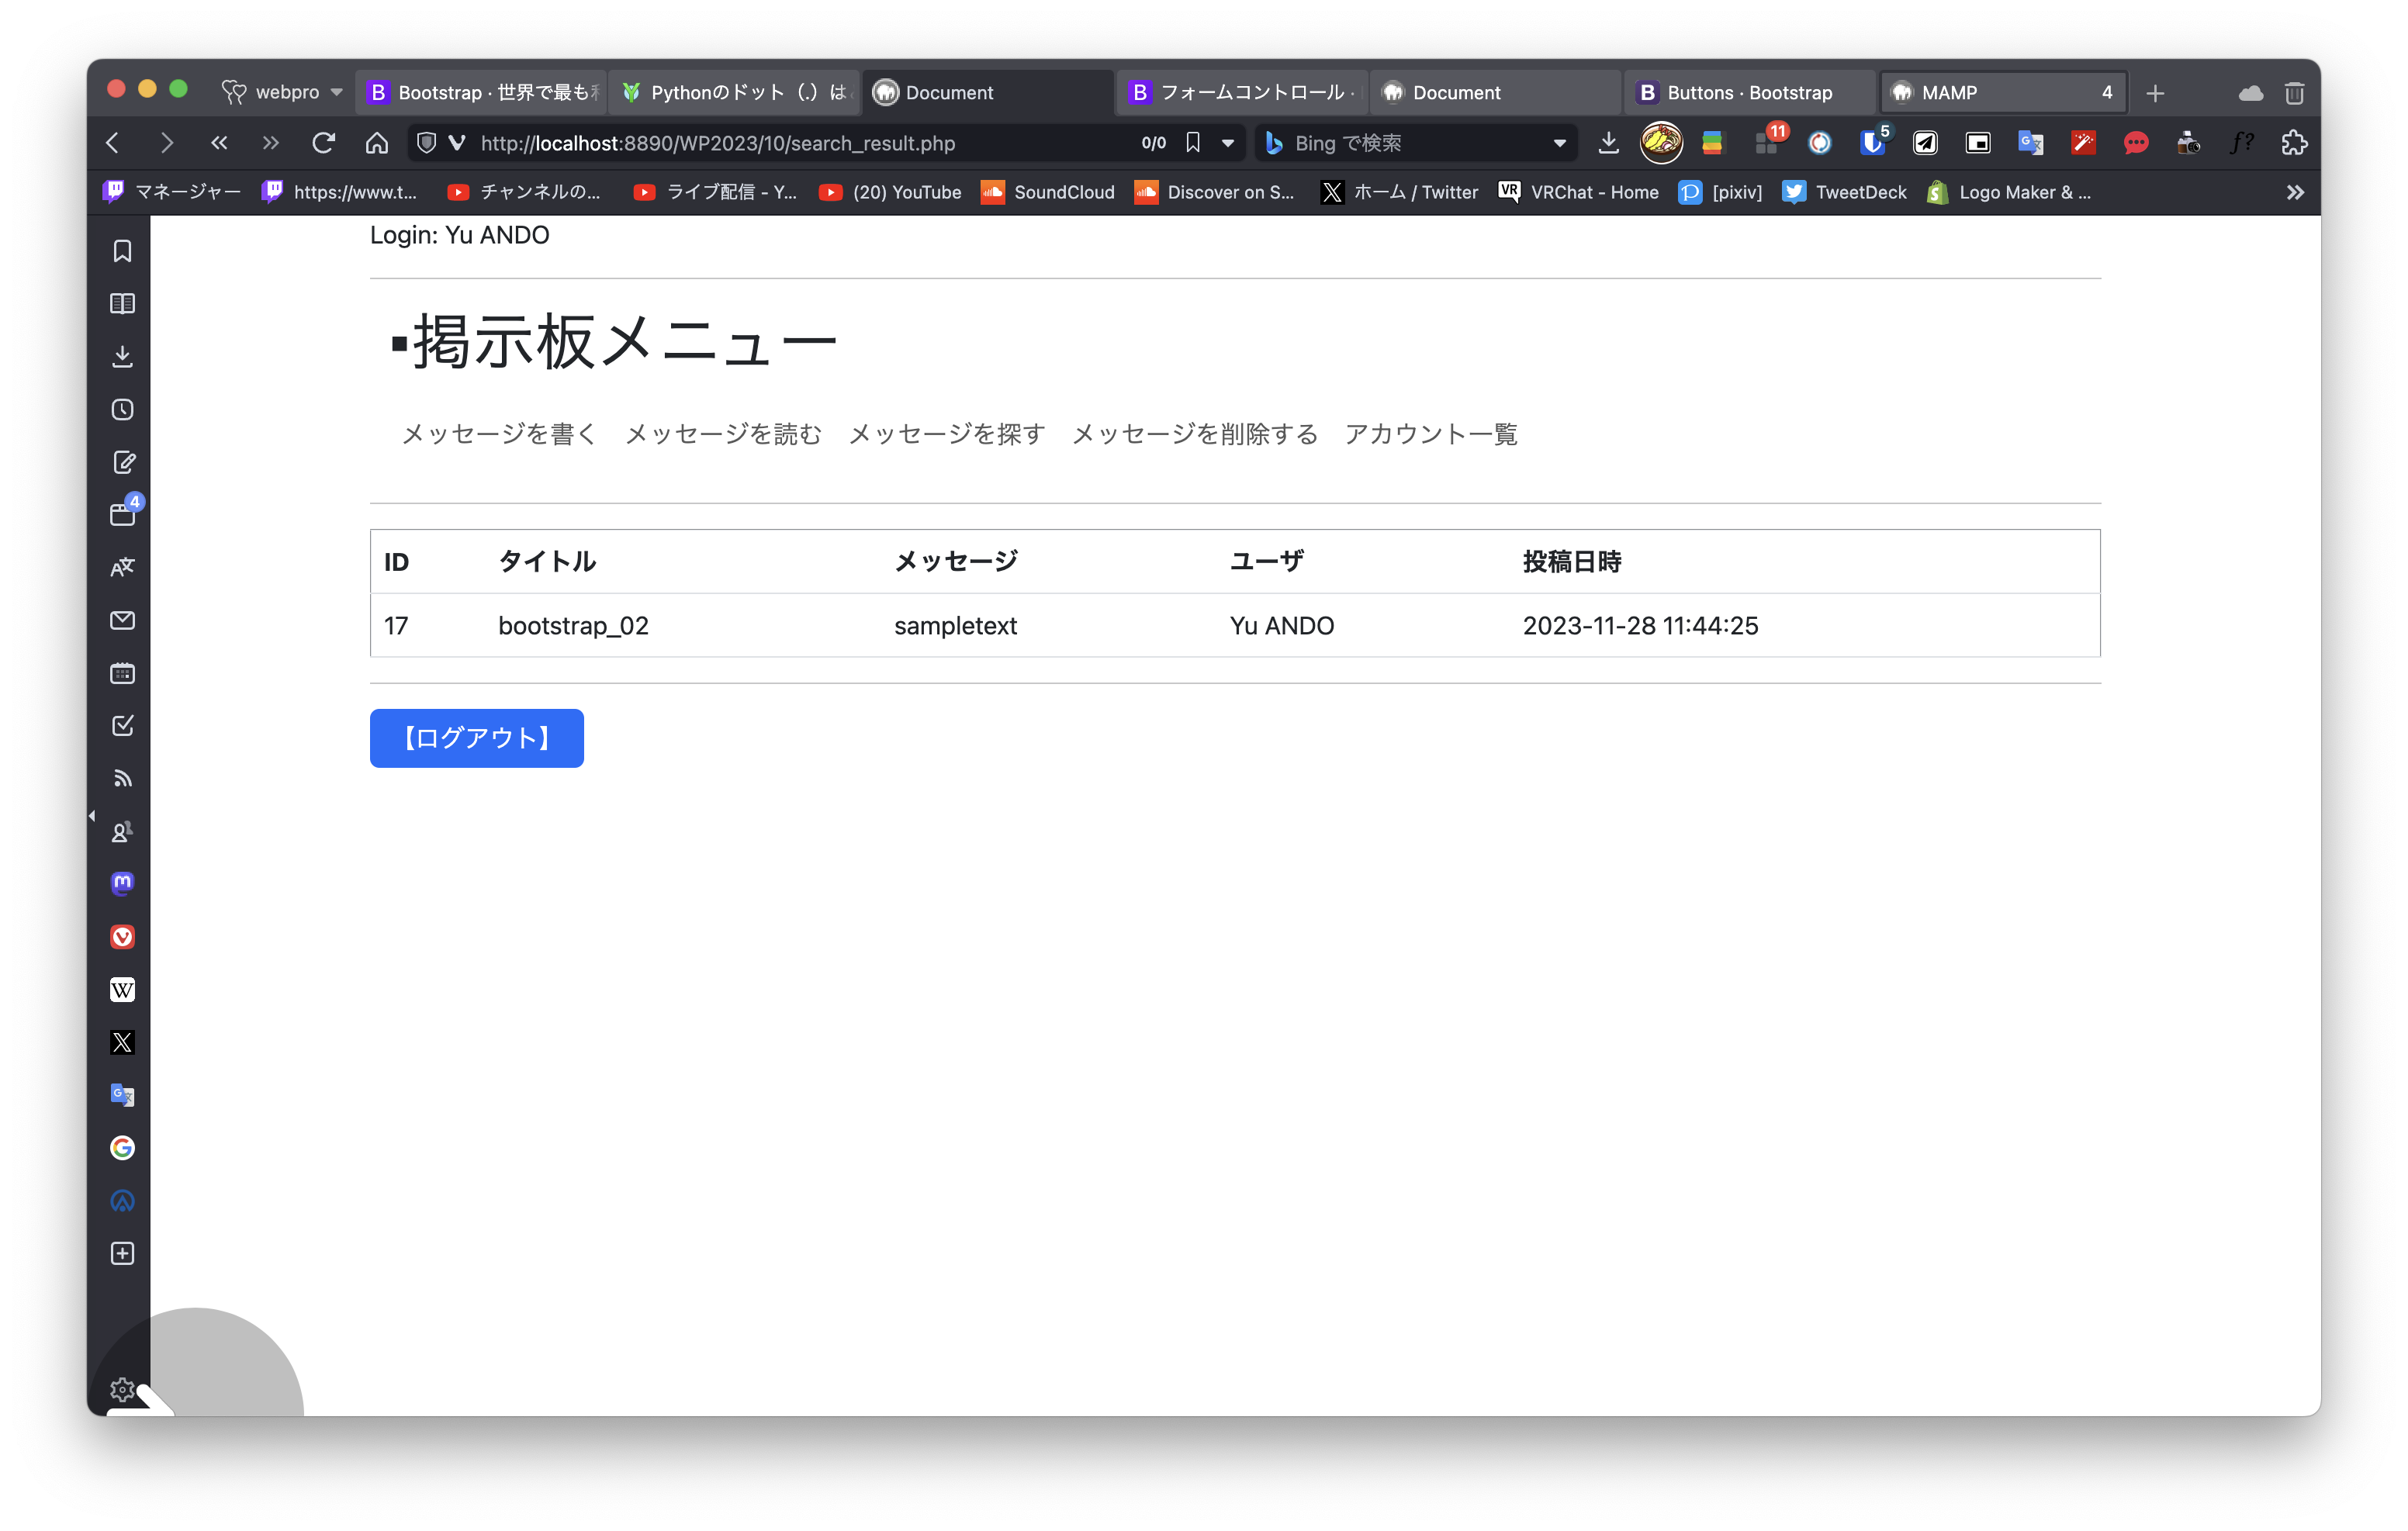 webpro
Bootstrap · 世界で最も
Pythonのドット（.）は
Document
フォームコントロール ·
Document
Buttons · Bootstrap
MAMP 4
http://localhost:8890/WP2023/10/search_result.php 0/0
Bing で検索
11
5
マネージャー
https://www.t...
チャンネルの...
ライブ配信 - Y...
(20) YouTube
SoundCloud
Discover on S...
ホーム / Twitter
VRChat - Home
[pixiv]
TweetDeck
Logo Maker & ...
4
Login: Yu ANDO
▪掲示板メニュー
メッセージを書く メッセージを読む メッセージを探す メッセージを削除する アカウント一覧
ID タイトル メッセージ ユーザ 投稿日時
17 bootstrap_02 sampletext Yu ANDO 2023-11-28 11:44:25
【ログアウト】